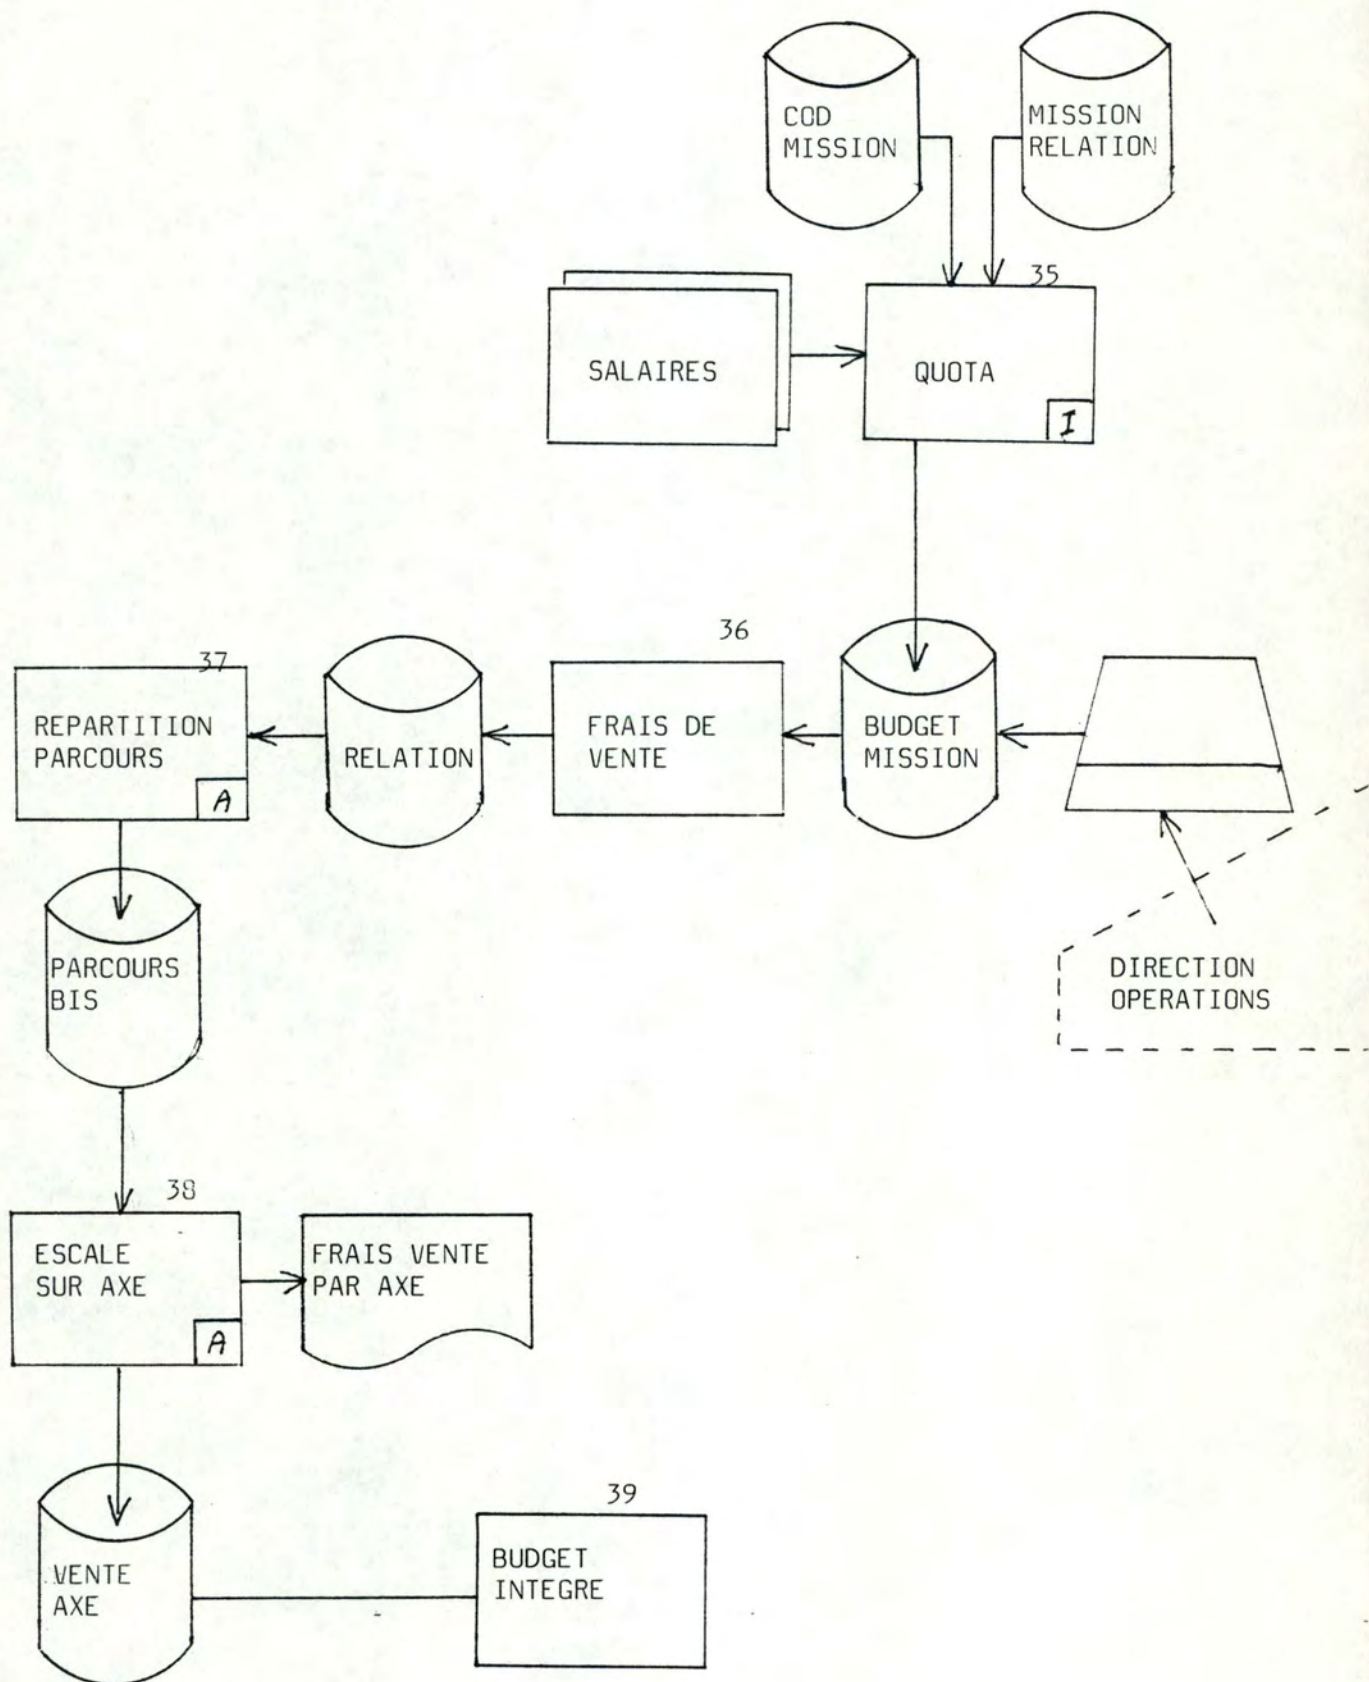 COD
MISSION
MISSION
RELATION
35
SALAIRES
QUOTA
I
36
37
REPARTITION
PARCOURS
A
RELATION
FRAIS DE
VENTE
BUDGET
MISSION
PARCOURS
BIS
DIRECTION
OPERATIONS
38
ESCALE
SUR AXE
A
FRAIS VENTE
PAR AXE
39
VENTE
AXE
BUDGET
INTEGRE